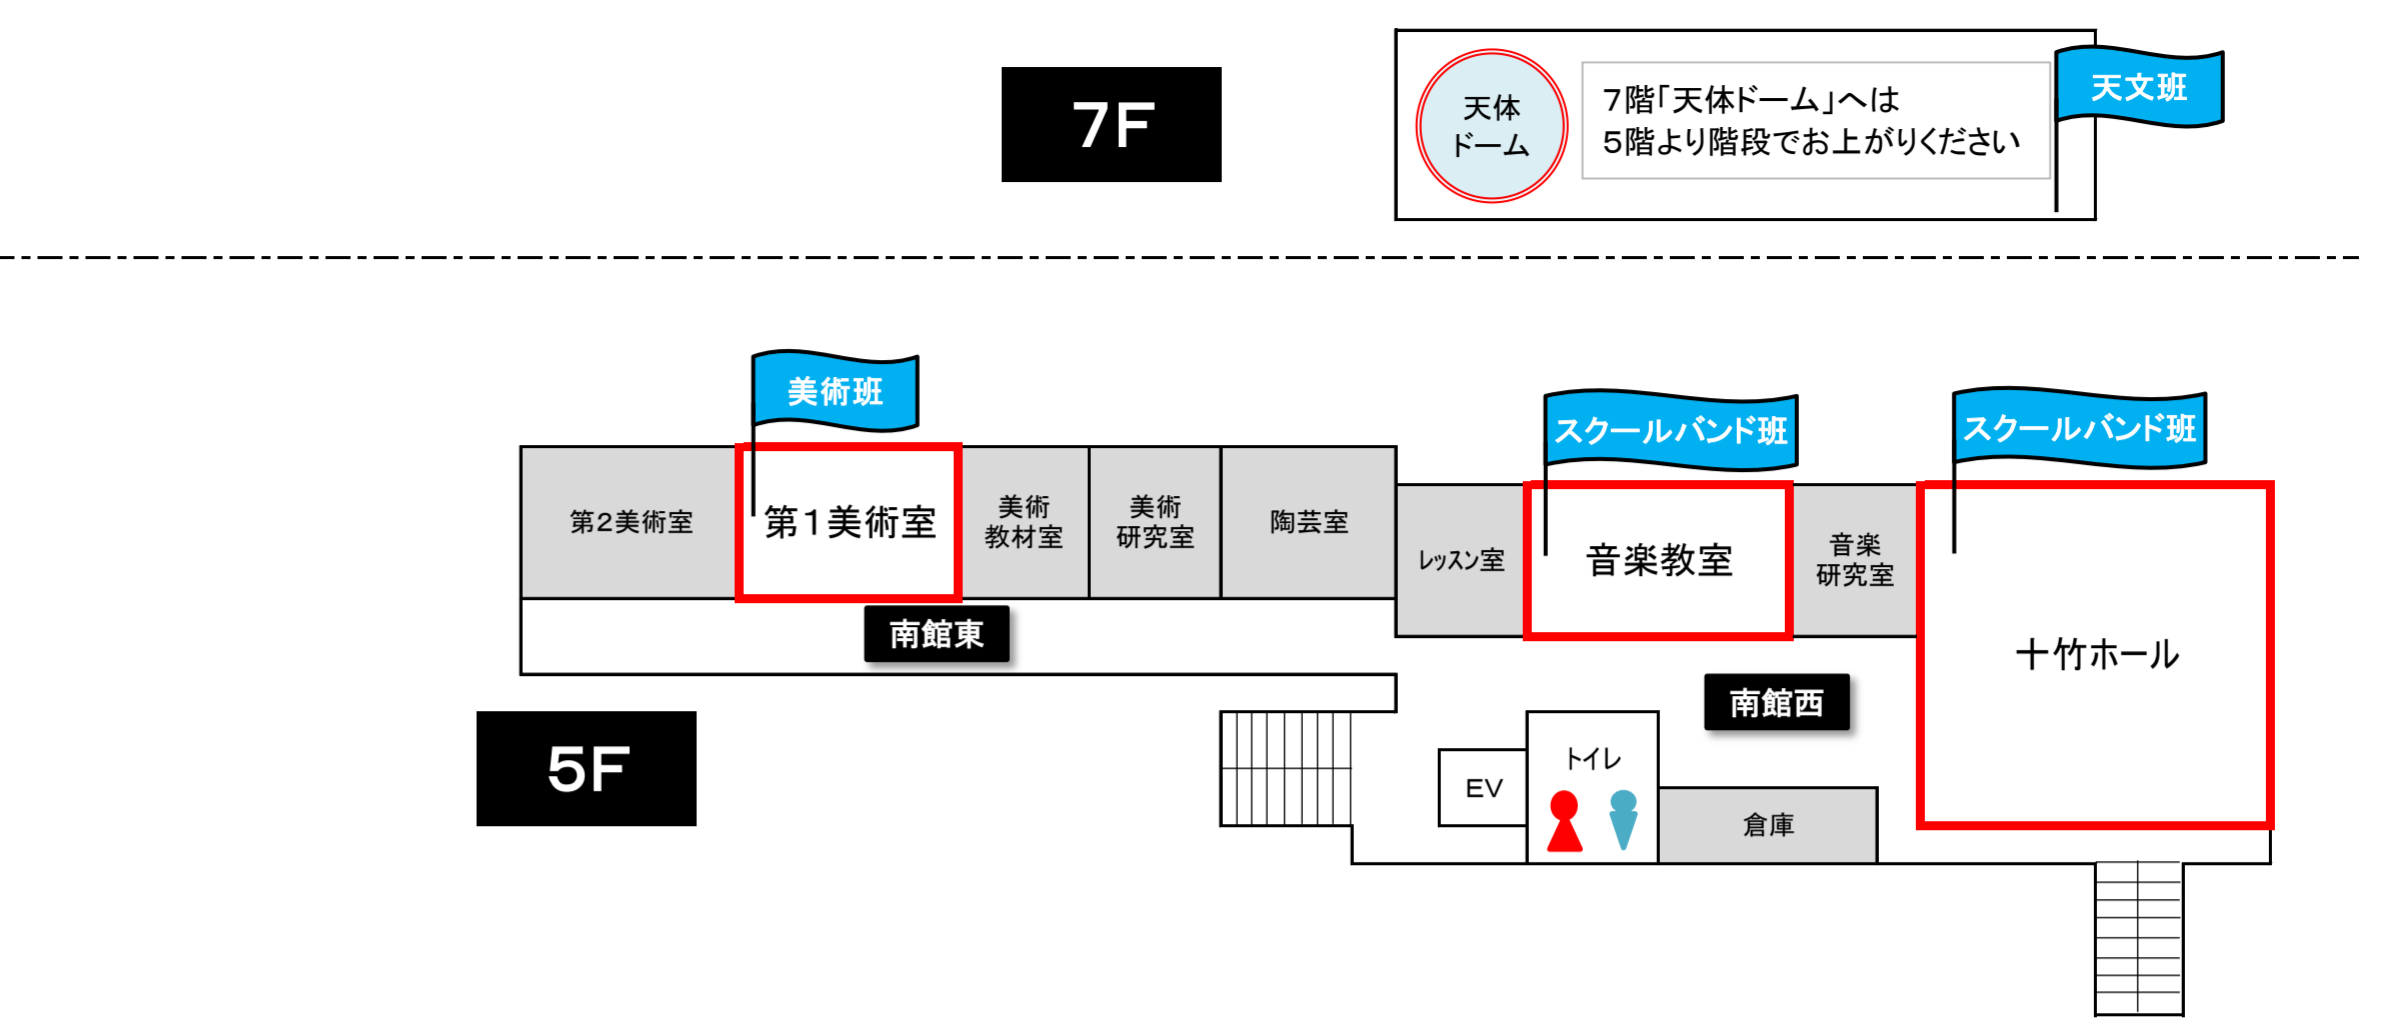 7F
天体
ドーム
7階「天体ドーム」へは
5階より階段でお上がりください
天文班
美術班
スクールバンド班
スクールバンド班
第2美術室
第1美術室
美術
教材室
美術
研究室
陶芸室
レッスン室
音楽教室
音楽
研究室
十竹ホール
南館東
南館西
5F
EV
トイレ
倉庫